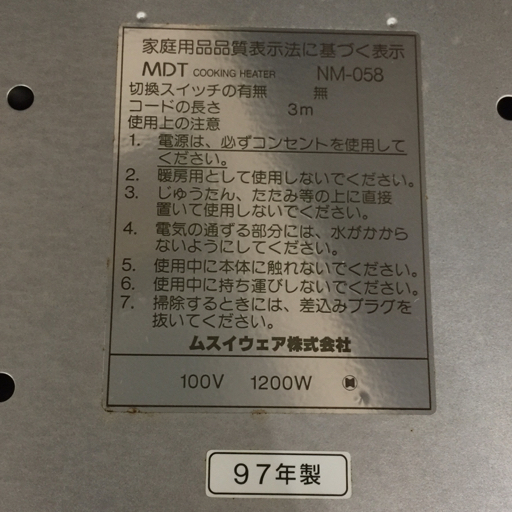 家庭用品品質表示法に基づく表示
MDT COOKING HEATER NM-058
切換スイッチの有無 無
コードの長さ 3m
使用上の注意
1. 電源は、必ずコンセントを使用して
ください。
2. 暖房用として使用しないでください。
3. じゅうたん、たたみ等の上に直接
置いて使用しないでください。
4. 電気の通ずる部分には、水がかから
ないようにしてください。
5. 使用中に本体に触れないでください。
6. 使用中に持ち運びしないでください。
7. 掃除するときには、差込みプラグを
抜いてください。
ムスイウェア株式会社
100V 1200W
97年製